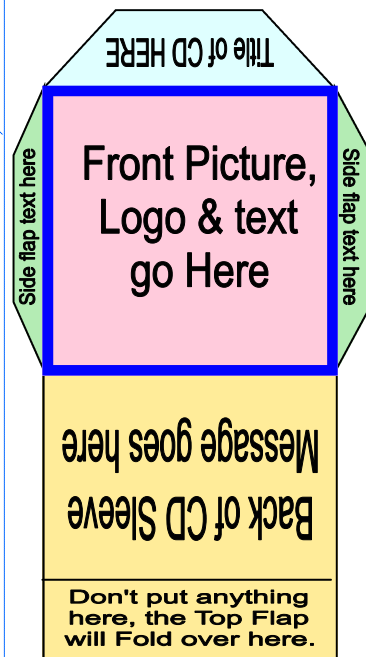 Title of CD HERE
Side flap text here
Front Picture,
Logo & text
go Here
Side flap text here
Back of CD Sleeve
Message goes here
Don't put anything
here, the Top Flap
will Fold over here.